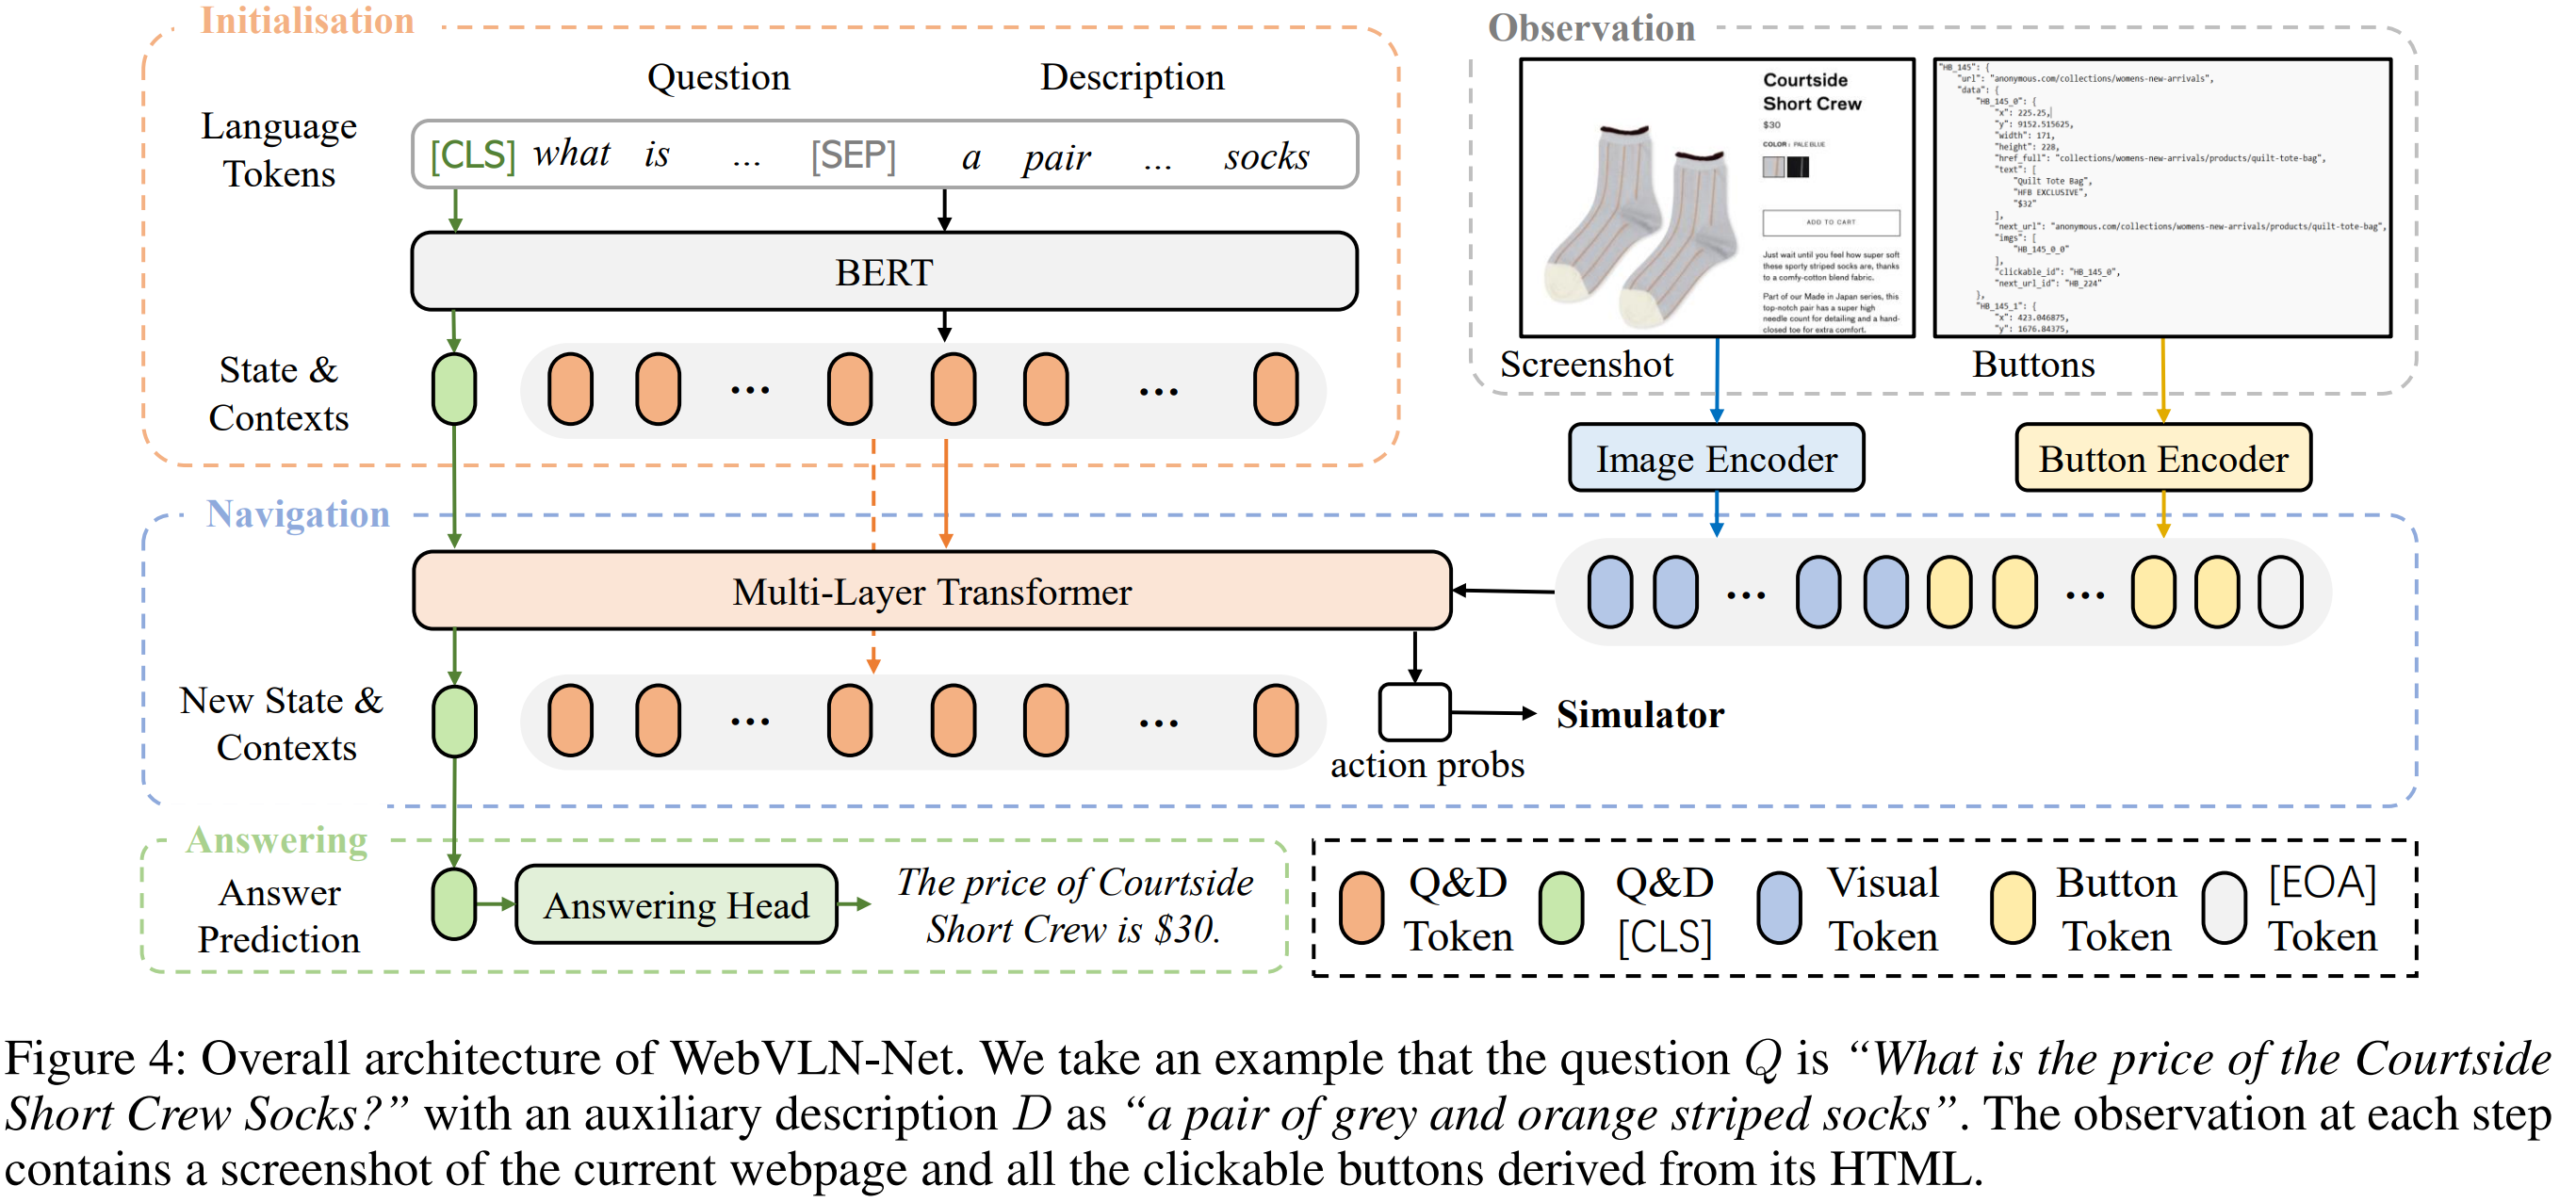 Initialisation
Question
Description
Language
Tokens
[CLS] what is ... [SEP] a pair ... socks
BERT
State &
Contexts
...
...
Observation
Courtside
Short Crew
$30
COLOR: PALE BLUE
ADD TO CART
Just wait until you feel how super soft
these sporty striped socks are, thanks
to a comfy-cotton blend fabric.
Part of our Made in Japan series, this
top-notch pair has a super high
needle count for detailing and a hand-
closed toe for extra comfort.
"HB_145": {
"url": "anonymous.com/collections/womens-new-arrivals",
"data": {
"HB_145_0": {
"x": 225.25,
"y": 9152.515625,
"width": 171,
"height": 228,
"href_full": "collections/womens-new-arrivals/products/quilt-tote-bag",
"text": [
"Quilt Tote Bag",
"HFB EXCLUSIVE",
"$32"
],
"next_url": "anonymous.com/collections/womens-new-arrivals/products/quilt-tote-bag",
"imgs": [
"HB_145_0_0"
],
"clickable_id": "HB_145_0",
"next_url_id": "HB_224"
},
"HB_145_1": {
"x": 423.046875,
"y": 1676.84375,
Screenshot
Buttons
Image Encoder
Button Encoder
Navigation
Multi-Layer Transformer
...
...
New State &
Contexts
...
...
action probs
Simulator
Answering
Answer
Prediction
Answering Head
The price of Courtside
Short Crew is $30.
Q&D
Token
Q&D
[CLS]
Visual
Token
Button
Token
[EOA]
Token
Figure 4: Overall architecture of WebVLN-Net. We take an example that the question Q is “What is the price of the Courtside
Short Crew Socks?” with an auxiliary description D as “a pair of grey and orange striped socks”. The observation at each step
contains a screenshot of the current webpage and all the clickable buttons derived from its HTML.